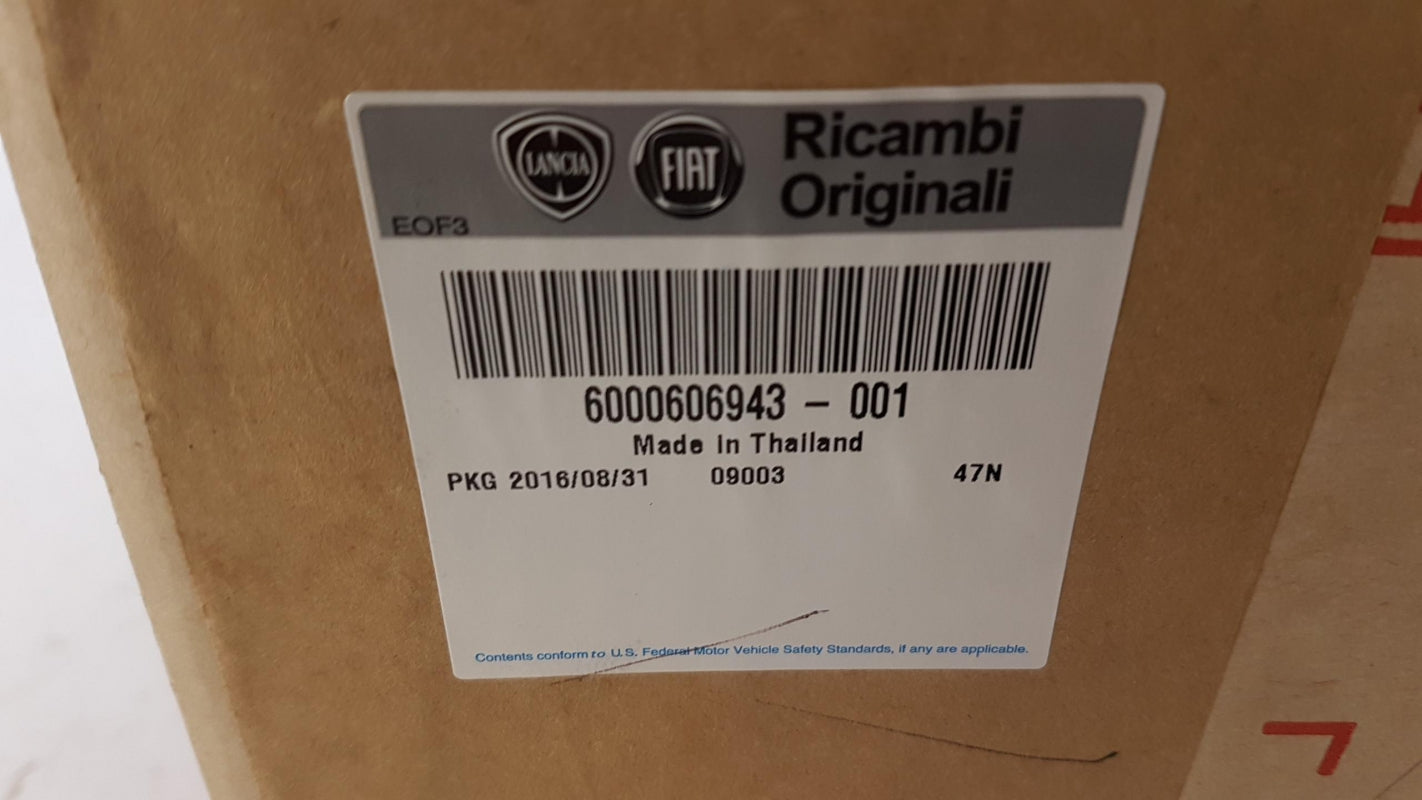 LANCIA FIAT Ricambi
Originali
EOF3
6000606943 – 001
Made in Thailand
PKG 2016/08/31 09003 47N
Contents conform to U.S. Federal Motor Vehicle Safety Standards, if any are applicable.